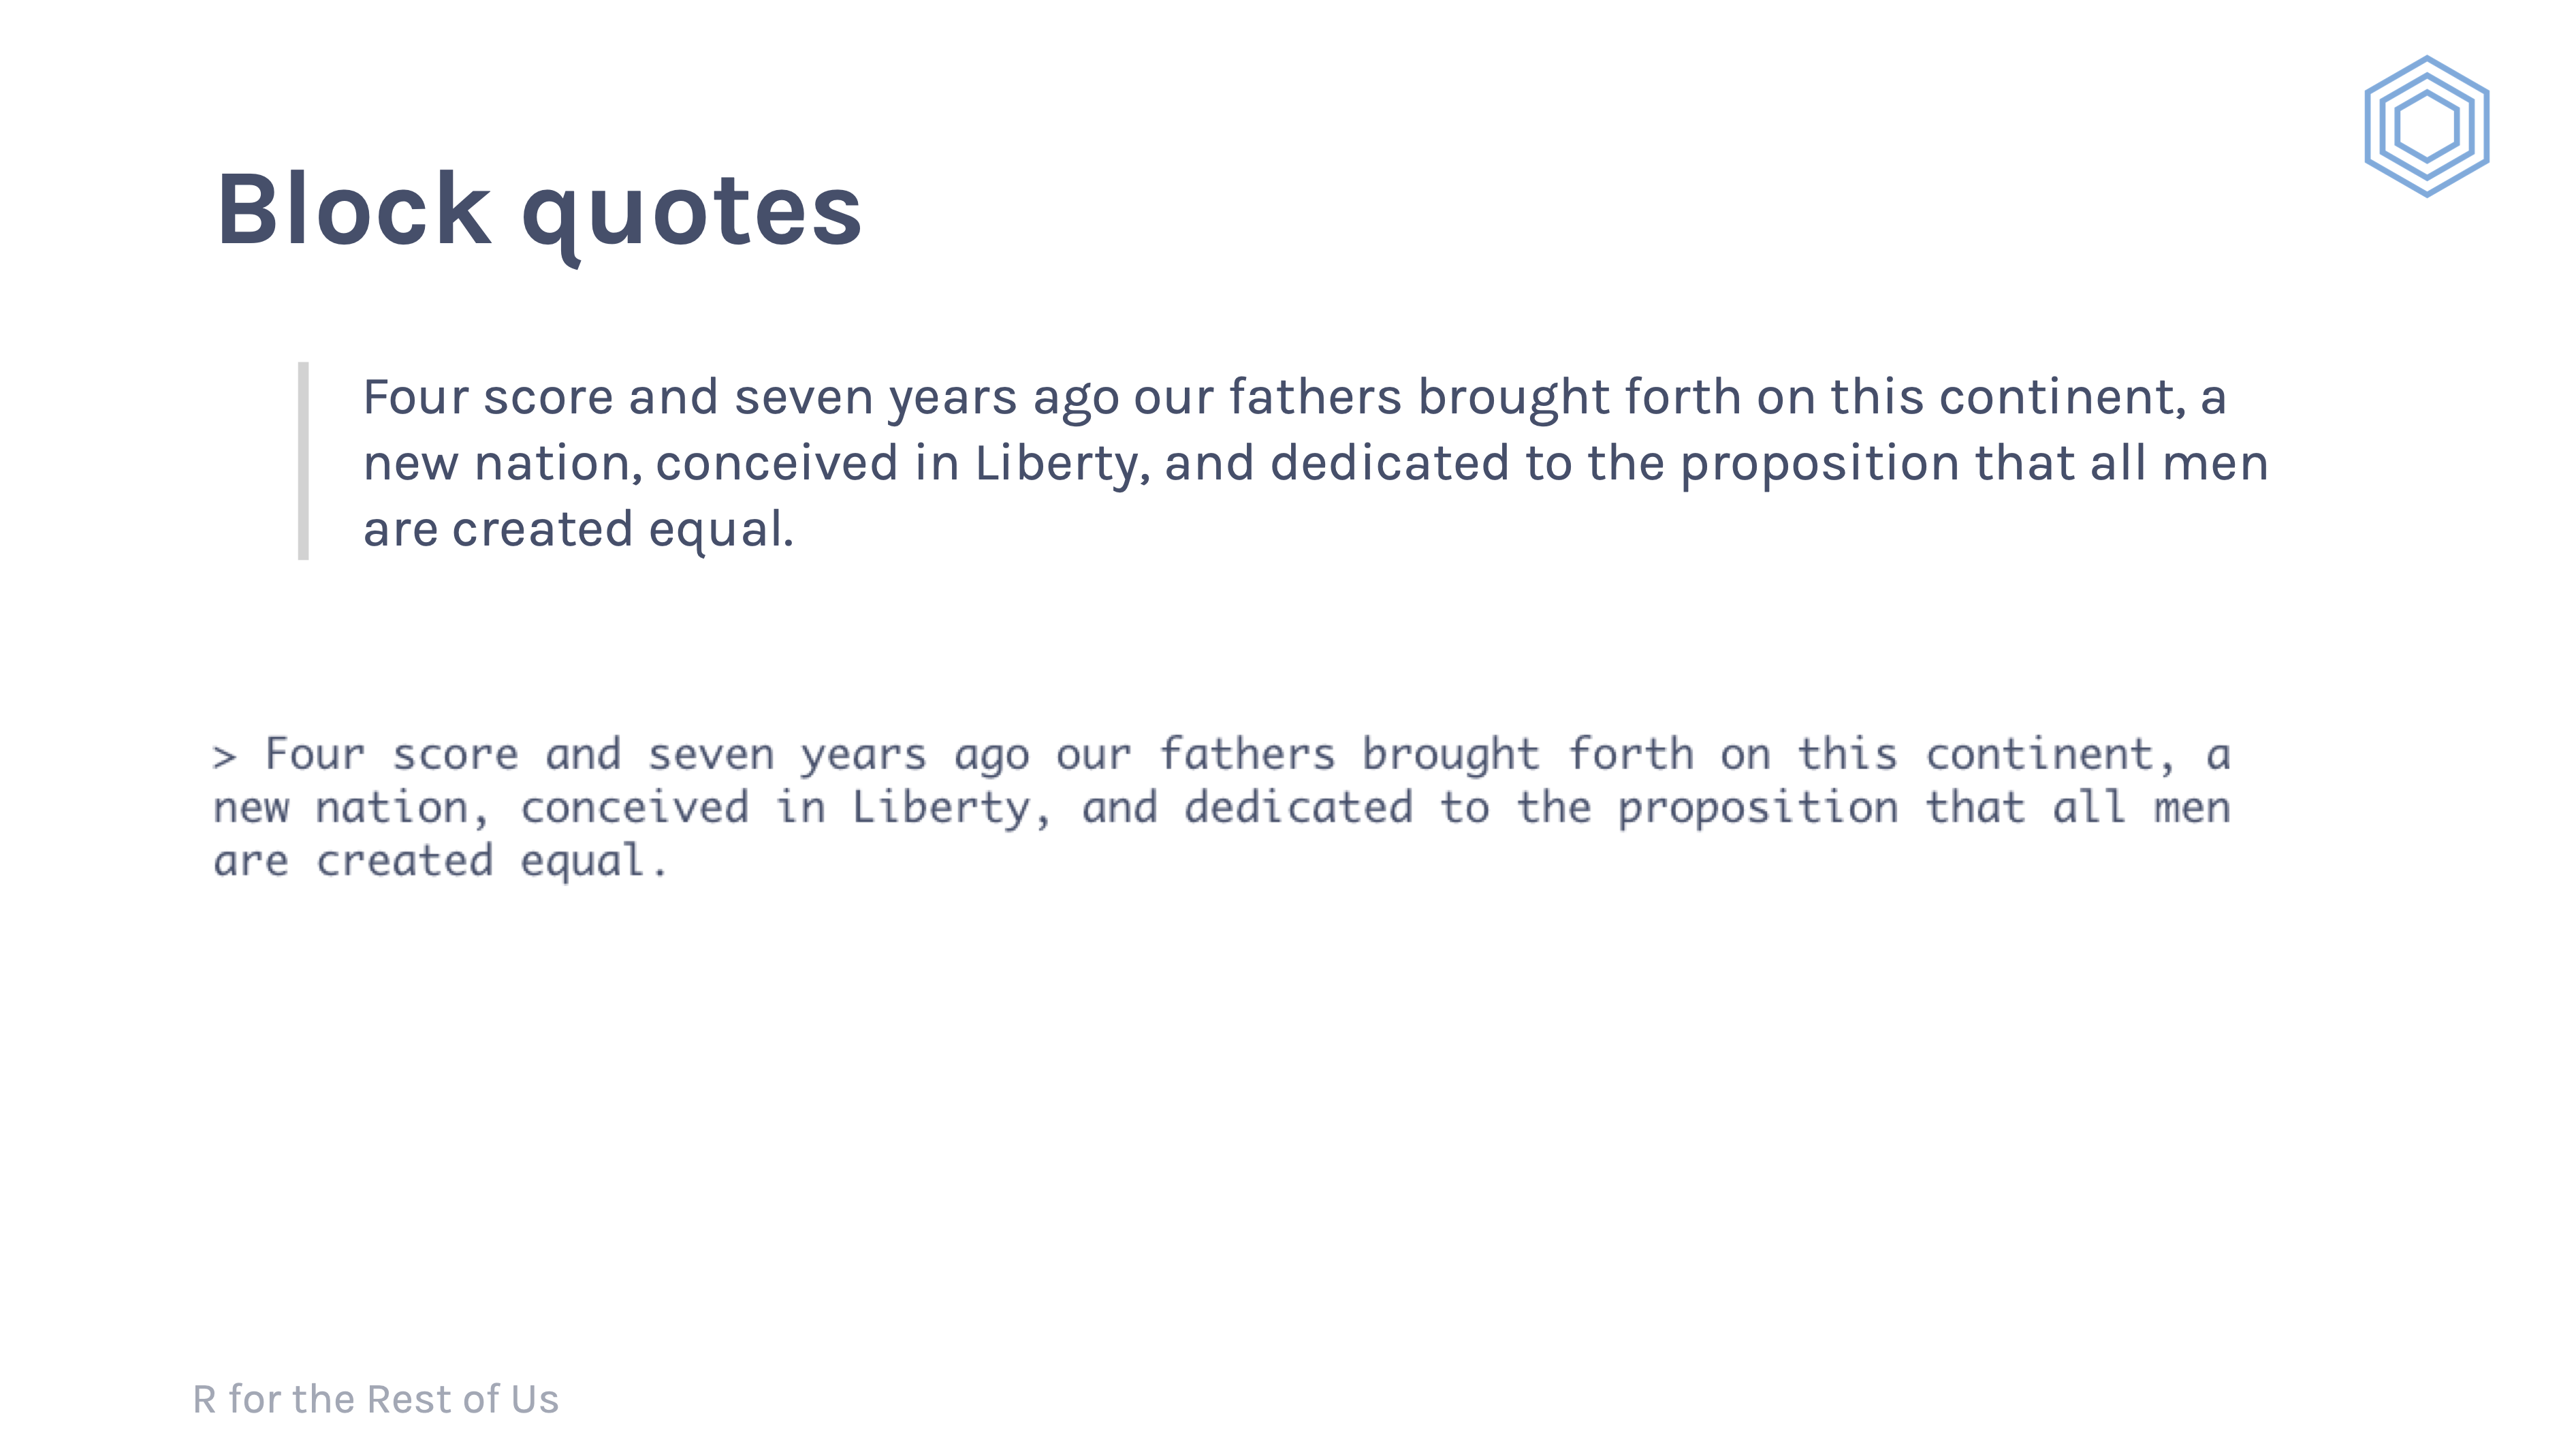 Block quotes
Four score and seven years ago our fathers brought forth on this continent, a
new nation, conceived in Liberty, and dedicated to the proposition that all men
are created equal.
> Four score and seven years ago our fathers brought forth on this continent, a
new nation, conceived in Liberty, and dedicated to the proposition that all men
are created equal.
R for the Rest of Us